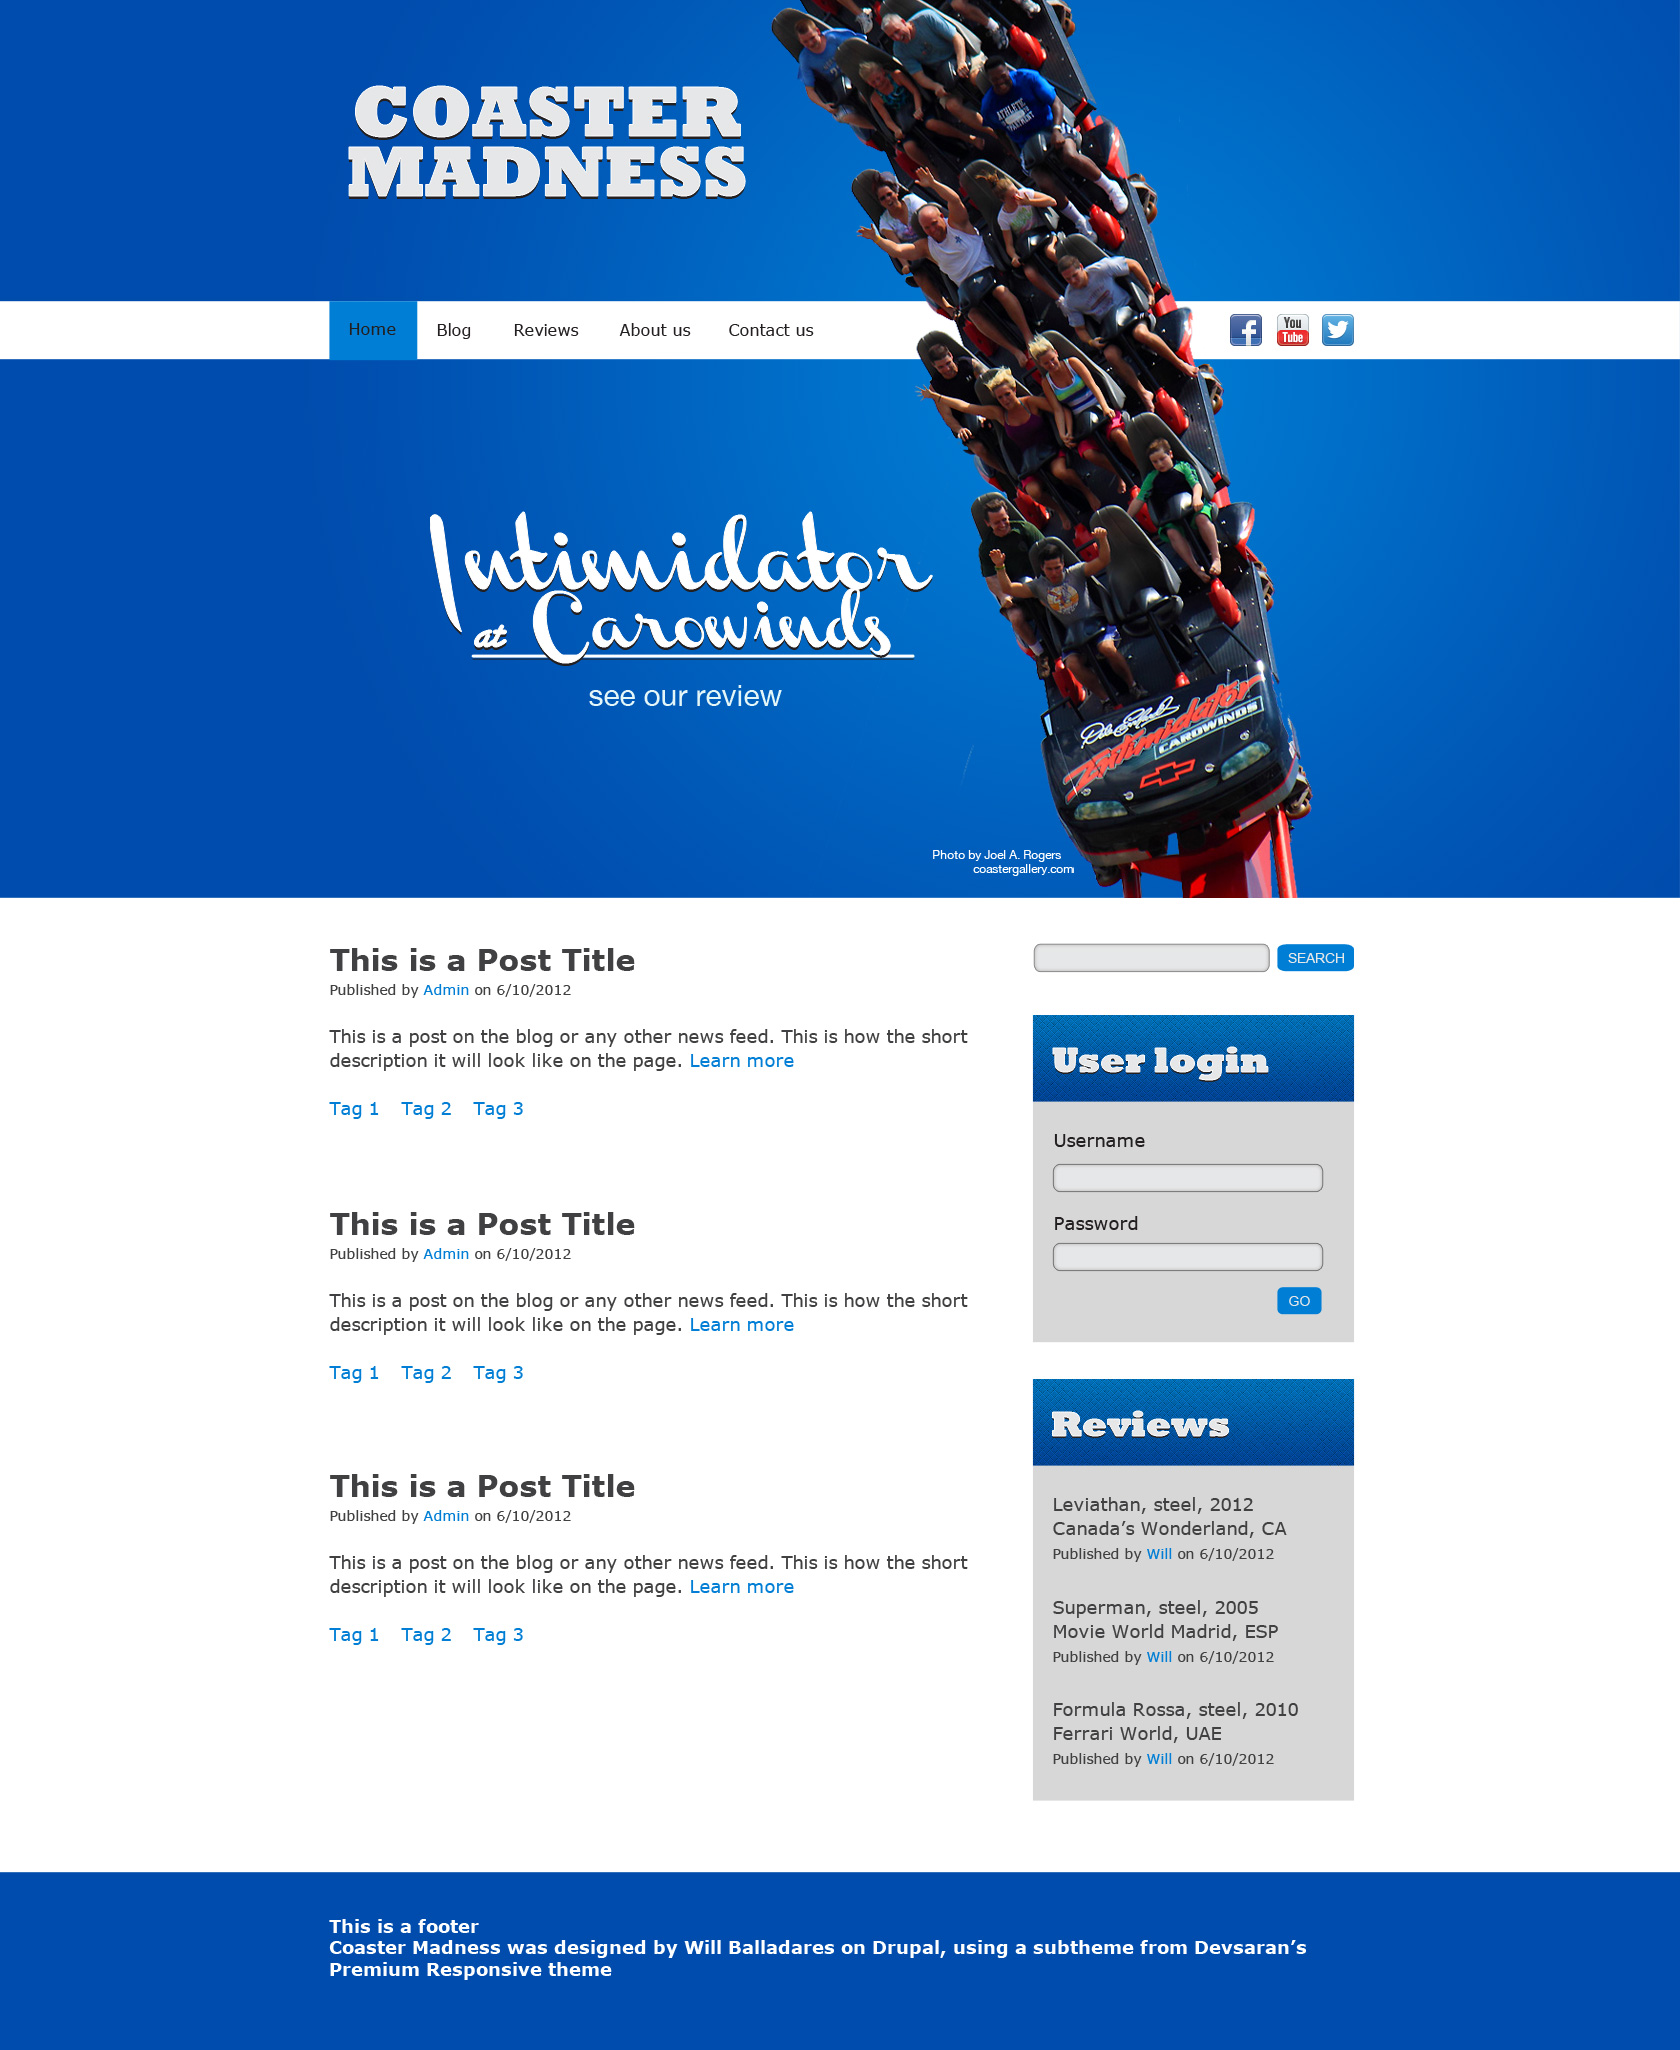 COASTER
MADNESS
ATHLETIC
Home
Blog
Reviews
About us
Contact us
f
You
Tube
Intimidator
at Carowinds
see our review
Intimidator
CAROWINDS
Photo by Joel A. Rogers
coastergallery.com
This is a Post Title
Published by Admin on 6/10/2012
This is a post on the blog or any other news feed. This is how the short
description it will look like on the page. Learn more
Tag 1 Tag 2 Tag 3
This is a Post Title
Published by Admin on 6/10/2012
This is a post on the blog or any other news feed. This is how the short
description it will look like on the page. Learn more
Tag 1 Tag 2 Tag 3
This is a Post Title
Published by Admin on 6/10/2012
This is a post on the blog or any other news feed. This is how the short
description it will look like on the page. Learn more
Tag 1 Tag 2 Tag 3
SEARCH
User login
Username
Password
GO
Reviews
Leviathan, steel, 2012
Canada’s Wonderland, CA
Published by Will on 6/10/2012
Superman, steel, 2005
Movie World Madrid, ESP
Published by Will on 6/10/2012
Formula Rossa, steel, 2010
Ferrari World, UAE
Published by Will on 6/10/2012
This is a footer
Coaster Madness was designed by Will Balladares on Drupal, using a subtheme from Devsaran’s
Premium Responsive theme